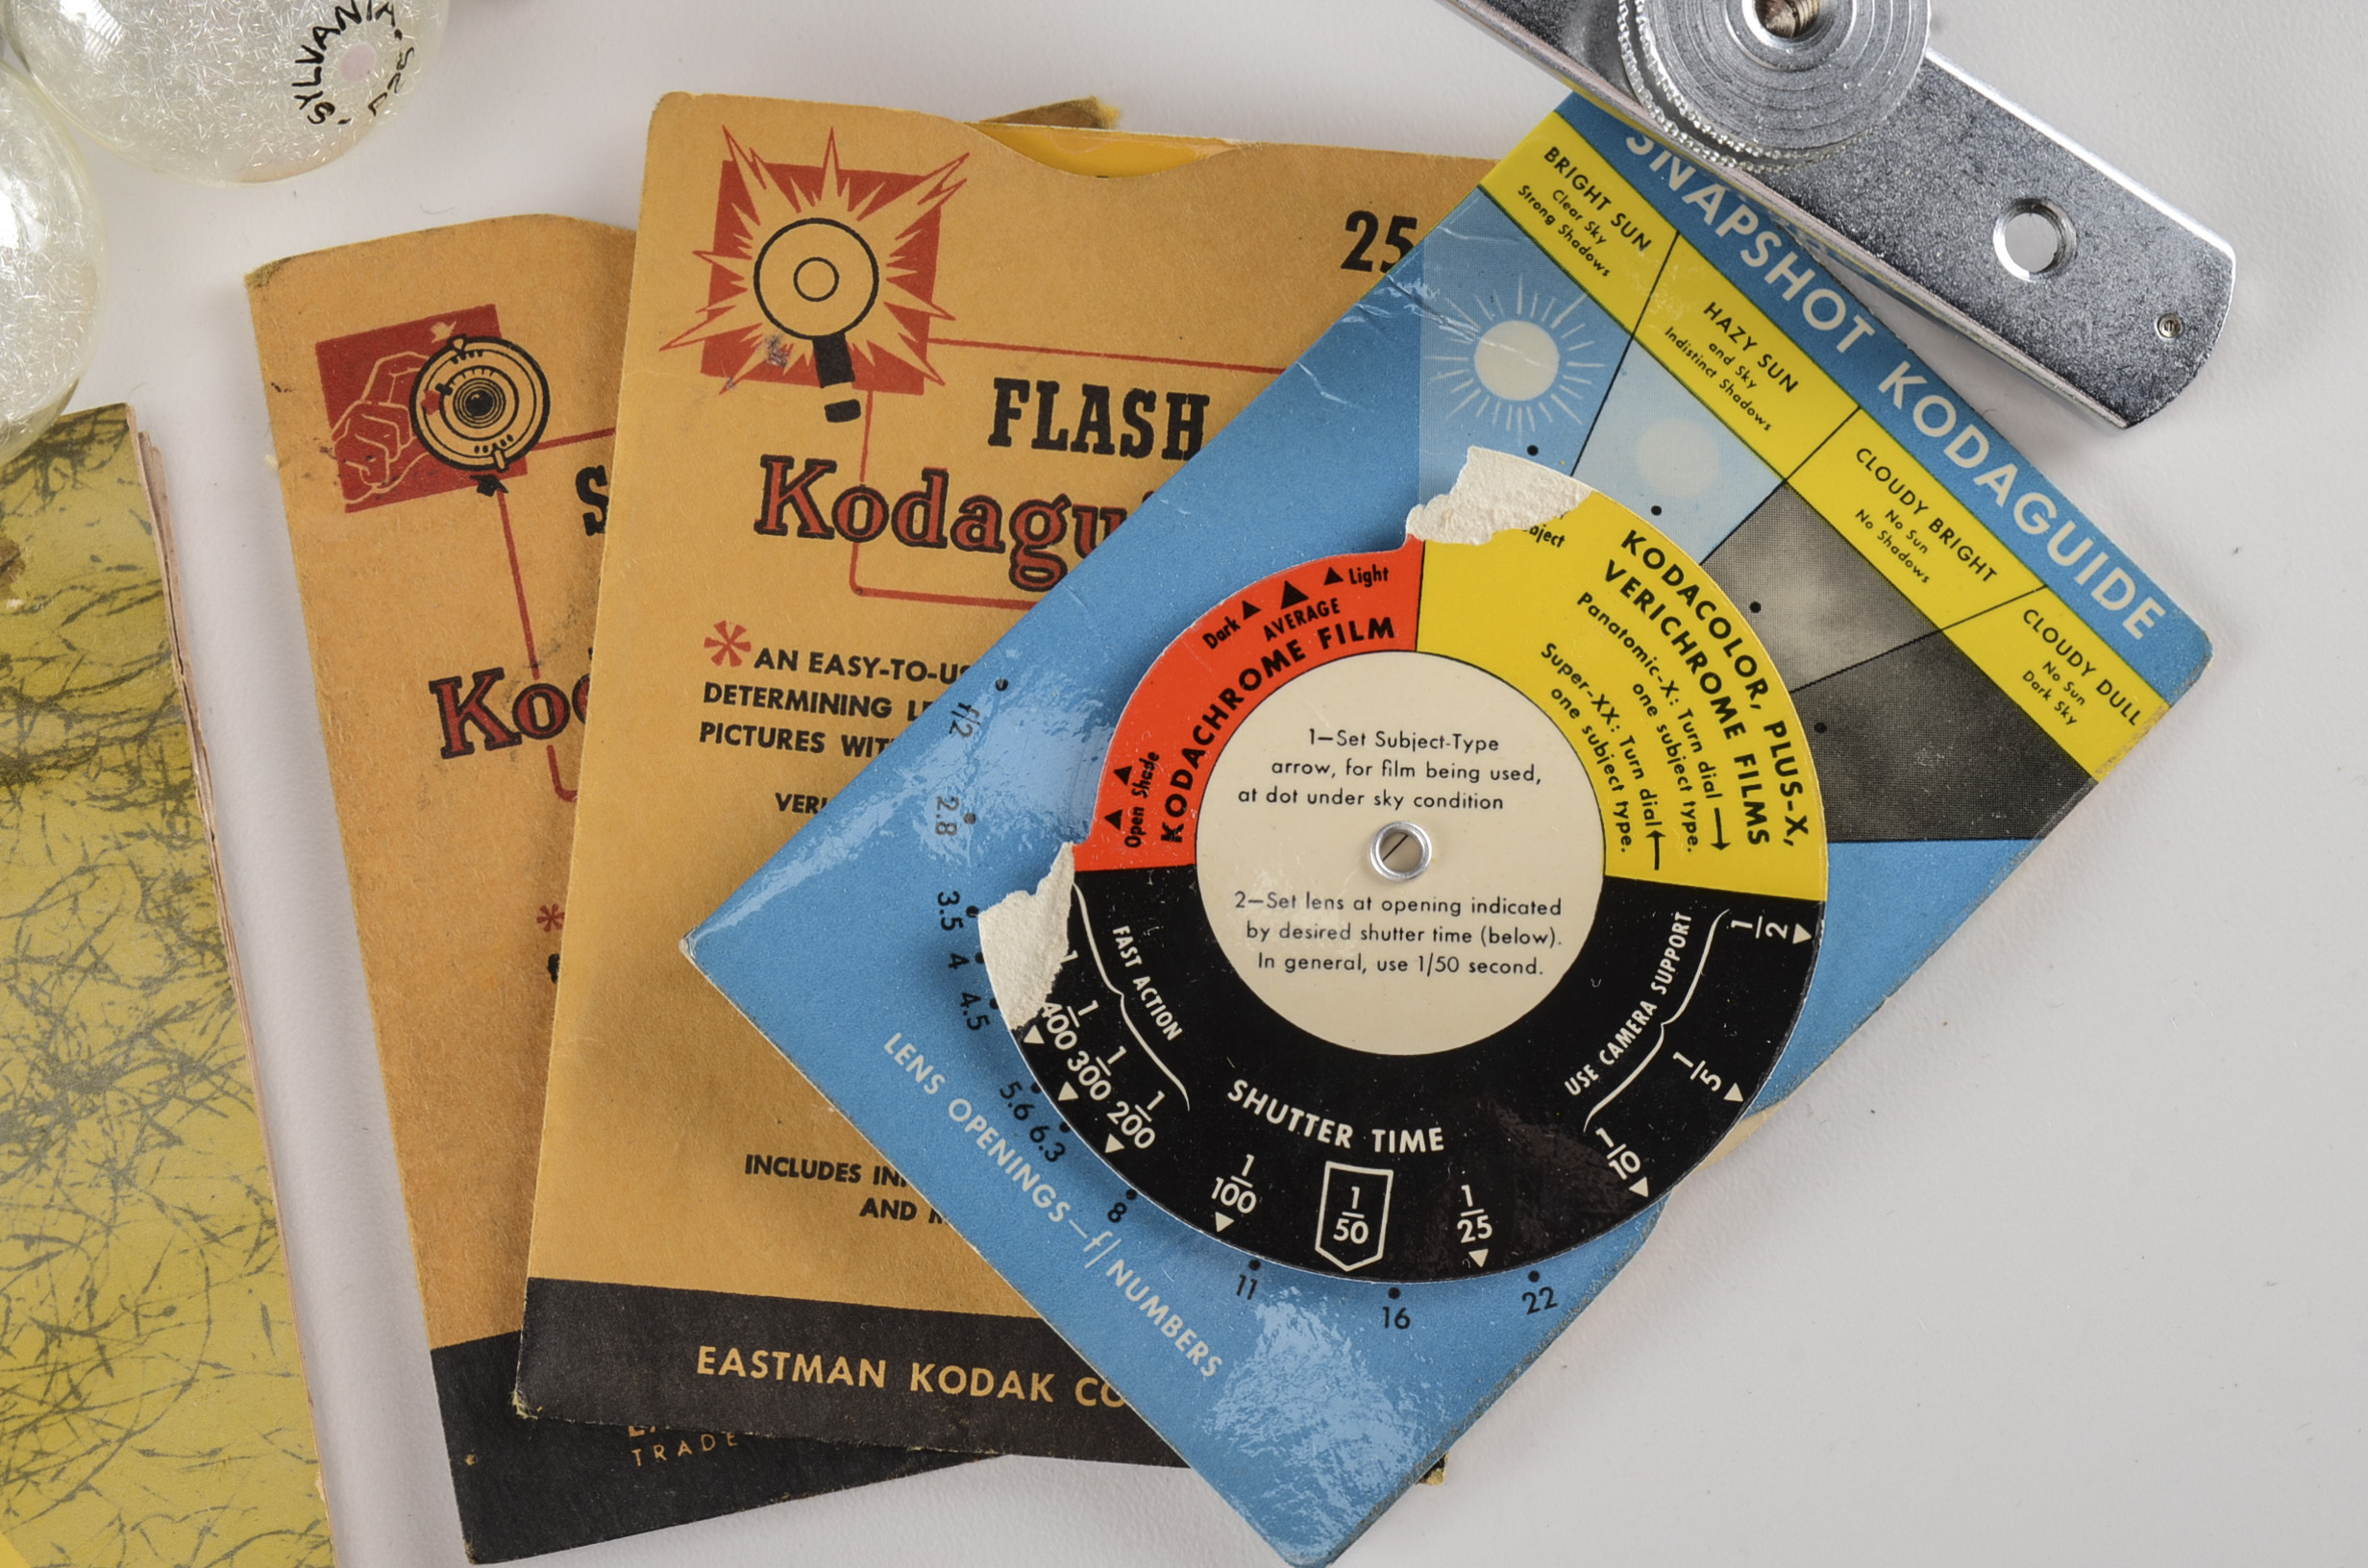 SYLVAN
25
FLASH
Kodagu
AN EASY-TO-US
DETERMINING LE
PICTURES WIT
VERI
INCLUDES IN
AND
EASTMAN KODAK CO
S
Kod
TRADE
SNAPSHOT KODAGUIDE
BRIGHT SUN
Clear Sky
Strong Shadows
HAZY SUN
and Sky
Indistinct Shadows
CLOUDY BRIGHT
No Sun
No Shadows
CLOUDY DULL
No Sun
Dark Sky
bject
KODACOLOR, PLUS-X,
VERICHROME FILMS
Panatomic-X: Turn dial →
one subject type.
Super-XX: Turn dial ←
one subject type.
Light
AVERAGE
Dark
Open Shade
KODACHROME FILM
1—Set Subject-Type
arrow, for film being used,
at dot under sky condition
2—Set lens at opening indicated
by desired shutter time (below).
In general, use 1/50 second.
FAST ACTION
1/400
1/300
1/200
1/100
1/50
1/25
1/10
1/5
1/2
SHUTTER TIME
USE CAMERA SUPPORT
f/2
2.8
3.5
4
4.5
5.6
6.3
8
11
16
22
LENS OPENINGS—f/NUMBERS